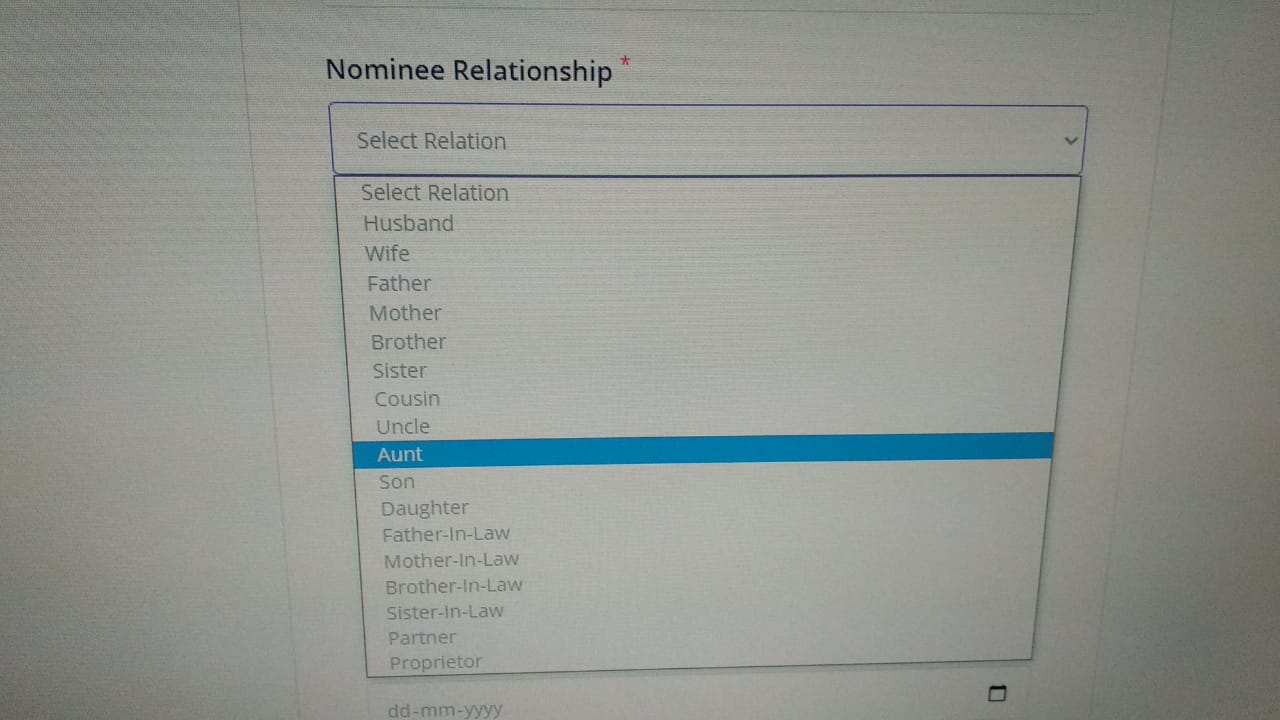 Nominee Relationship *
Select Relation
Select Relation
Husband
Wife
Father
Mother
Brother
Sister
Cousin
Uncle
Aunt
Son
Daughter
Father-In-Law
Mother-In-Law
Brother-In-Law
Sister-In-Law
Partner
Proprietor
dd-mm-yyyy